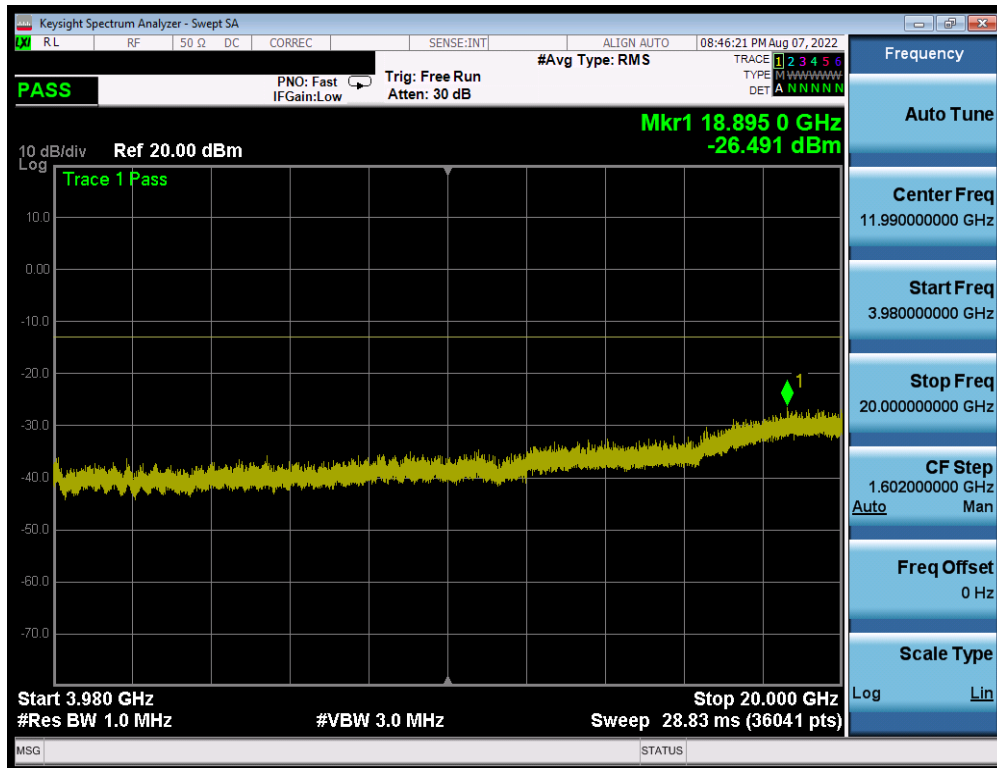 Keysight Spectrum Analyzer - Swept SA
LXI RL RF 50 Ω DC CORREC SENSE:INT ALIGN AUTO 08:46:21 PM Aug 07, 2022
Frequency
PASS
PNO: Fast
IFGain:Low
Trig: Free Run
Atten: 30 dB
#Avg Type: RMS
TRACE 1 2 3 4 5 6
TYPE M WWWWW
DET A N N N N N
Auto Tune
Mkr1 18.895 0 GHz
-26.491 dBm
10 dB/div Ref 20.00 dBm
Log
Trace 1 Pass
10.0
0.00
-10.0
-20.0
-30.0
-40.0
-50.0
-60.0
-70.0
1
Center Freq
11.990000000 GHz
Start Freq
3.980000000 GHz
Stop Freq
20.000000000 GHz
CF Step
1.602000000 GHz
Auto Man
Freq Offset
0 Hz
Scale Type
Log Lin
Start 3.980 GHz Stop 20.000 GHz
#Res BW 1.0 MHz #VBW 3.0 MHz Sweep 28.83 ms (36041 pts)
MSG STATUS